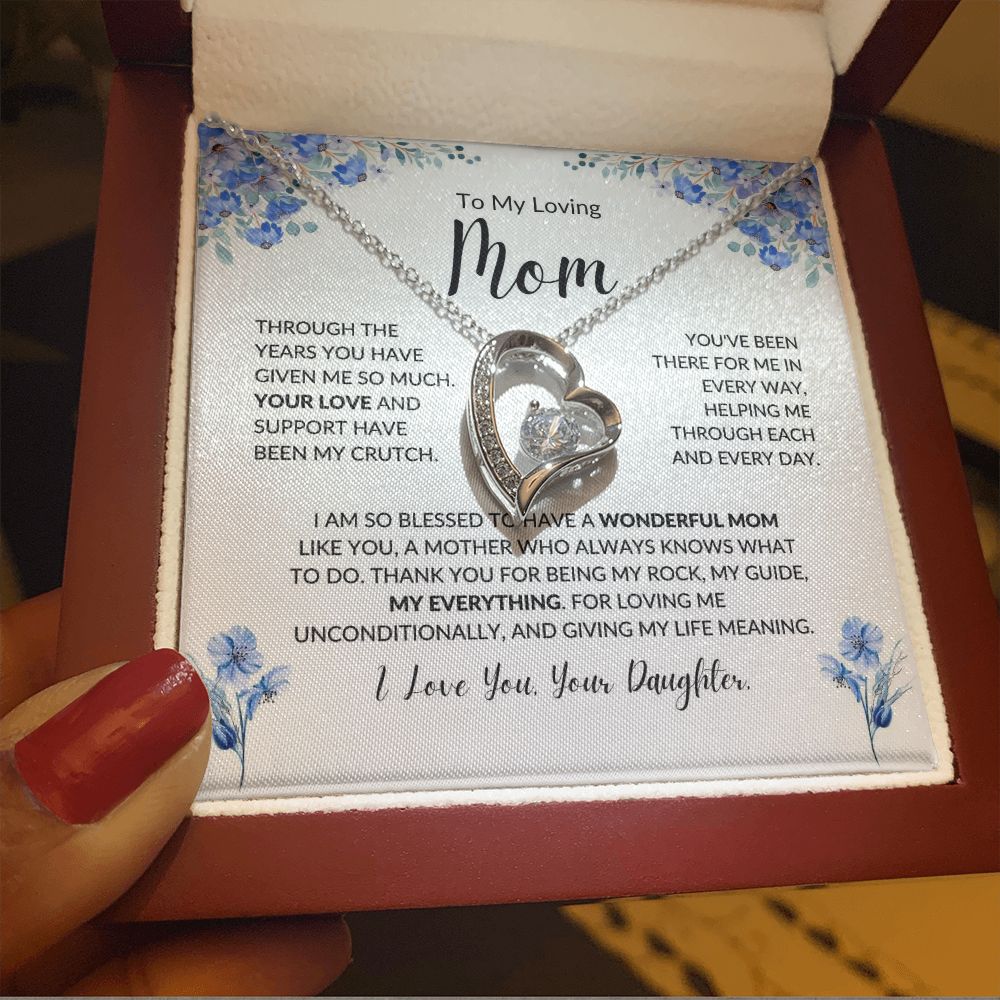 To My Loving
Mom
THROUGH THE
YEARS YOU HAVE
GIVEN ME SO MUCH.
YOUR LOVE AND
SUPPORT HAVE
BEEN MY CRUTCH.
YOU'VE BEEN
THERE FOR ME IN
EVERY WAY,
HELPING ME
THROUGH EACH
AND EVERY DAY.
I AM SO BLESSED TO HAVE A WONDERFUL MOM
LIKE YOU, A MOTHER WHO ALWAYS KNOWS WHAT
TO DO. THANK YOU FOR BEING MY ROCK, MY GUIDE,
MY EVERYTHING. FOR LOVING ME
UNCONDITIONALLY, AND GIVING MY LIFE MEANING.
I Love You, Your Daughter.